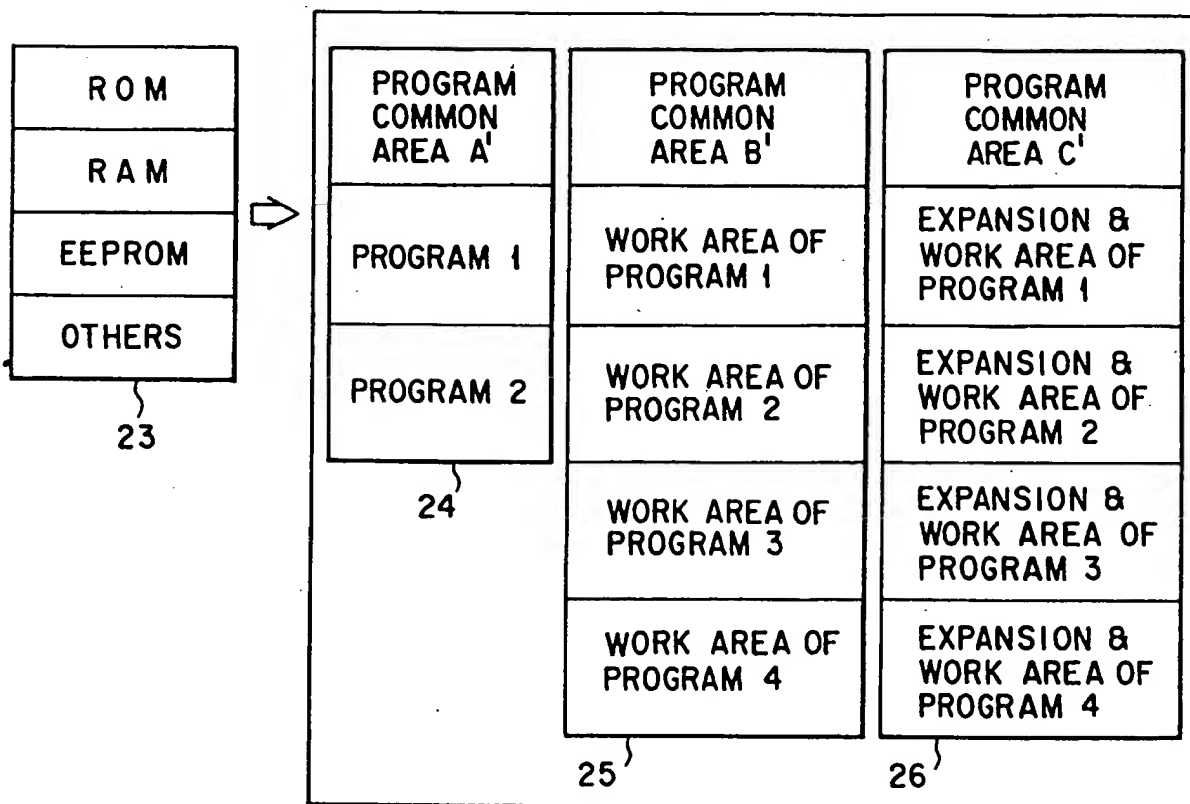 ROM
RAM
EEPROM
OTHERS
23
PROGRAM
COMMON
AREA A'
PROGRAM 1
PROGRAM 2
24
PROGRAM
COMMON
AREA B'
WORK AREA OF
PROGRAM 1
WORK AREA OF
PROGRAM 2
WORK AREA OF
PROGRAM 3
WORK AREA OF
PROGRAM 4
25
PROGRAM
COMMON
AREA C'
EXPANSION &
WORK AREA OF
PROGRAM 1
EXPANSION &
WORK AREA OF
PROGRAM 2
EXPANSION &
WORK AREA OF
PROGRAM 3
EXPANSION &
WORK AREA OF
PROGRAM 4
26